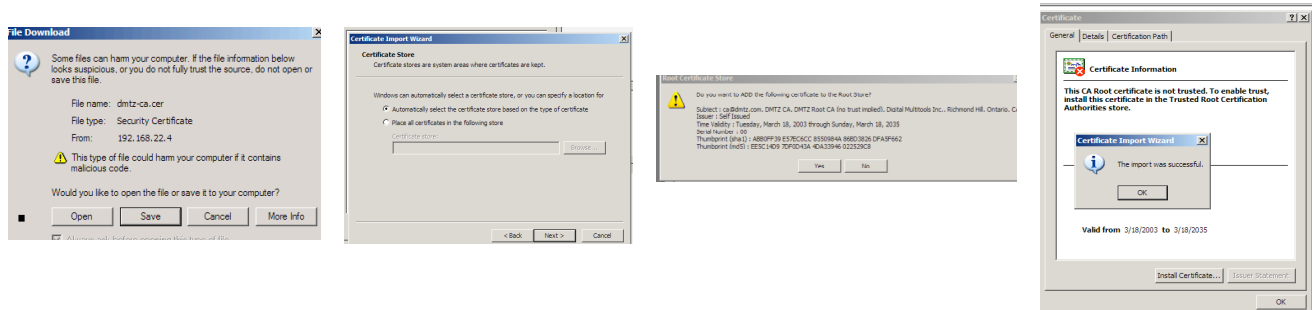 File Download
Some files can harm your computer. If the file information below
looks suspicious, or you do not fully trust the source, do not open or
save this file.
File name: dmtz-ca.cer
File type: Security Certificate
From: 192.168.22.4
This type of file could harm your computer if it contains
malicious code.
Would you like to open the file or save it to your computer?
Open Save Cancel More Info
Always ask before opening this type of file
Certificate Import Wizard
Certificate Store
Certificate stores are system areas where certificates are kept.
Windows can automatically select a certificate store, or you can specify a location for
Automatically select the certificate store based on the type of certificate
Place all certificates in the following store
Certificate store:
Browse...
< Back Next > Cancel
Root Certificate Store
Do you want to ADD the following certificate to the Root Store?
Subject : ca@dmtz.com, DMTZ CA, DMTZ Root CA (no trust implied), Digital Multitools Inc., Richmond Hill, Ontario, Ca
Issuer : Self Issued
Time Validity : Tuesday, March 18, 2003 through Sunday, March 18, 2035
Serial Number : 00
Thumbprint (sha1) : ABB0FF39 E57EC6CC 8550984A 86BD3826 DFA5F662
Thumbprint (md5) : EE5C14D9 7DF0D43A 4DA33946 022529C8
Yes No
Certificate
General Details Certification Path
Certificate Information
This CA Root certificate is not trusted. To enable trust,
install this certificate in the Trusted Root Certification
Authorities store.
Certificate Import Wizard
The import was successful.
OK
Valid from 3/18/2003 to 3/18/2035
Install Certificate... Issuer Statement
OK